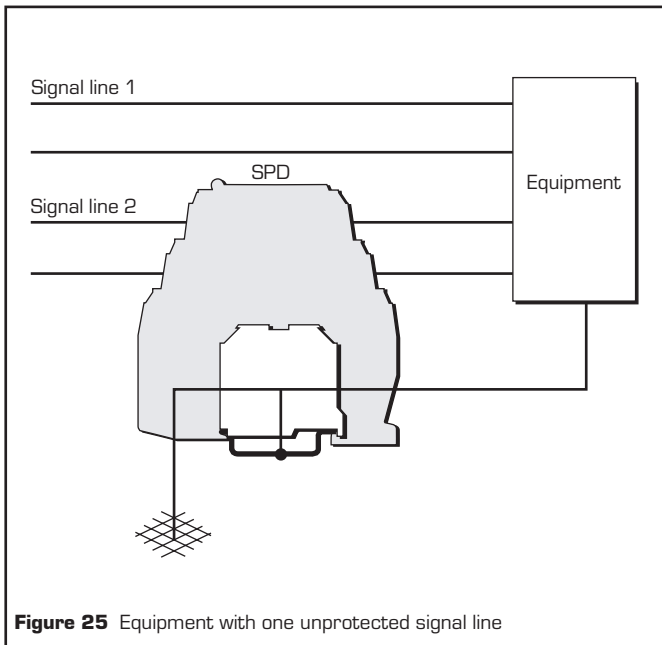 Signal line 1
SPD
Equipment
Signal line 2
Figure 25 Equipment with one unprotected signal line